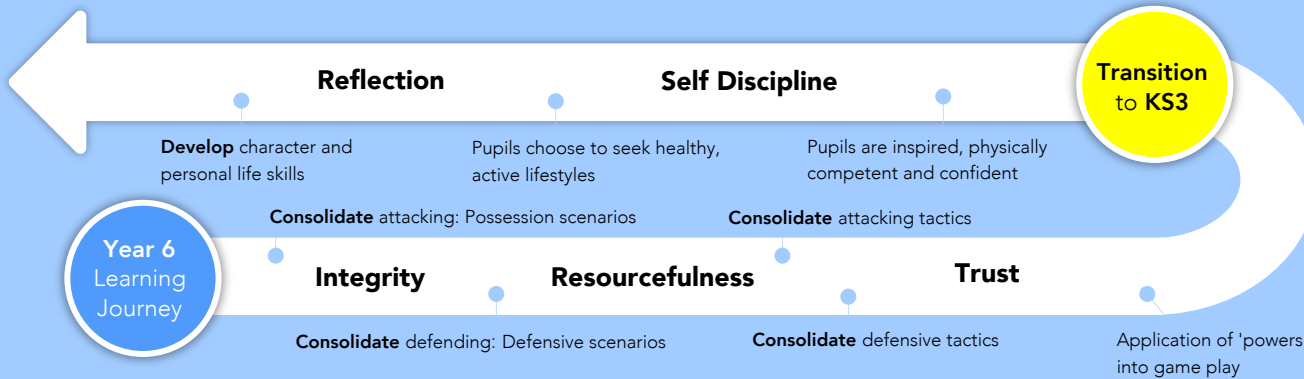 Reflection
Self Discipline
Transition
to KS3
Develop character and
personal life skills
Pupils choose to seek healthy,
active lifestyles
Pupils are inspired, physically
competent and confident
Consolidate attacking: Possession scenarios
Consolidate attacking tactics
Year 6
Learning
Journey
Integrity
Resourcefulness
Trust
Consolidate defending: Defensive scenarios
Consolidate defensive tactics
Application of 'powers
into game play